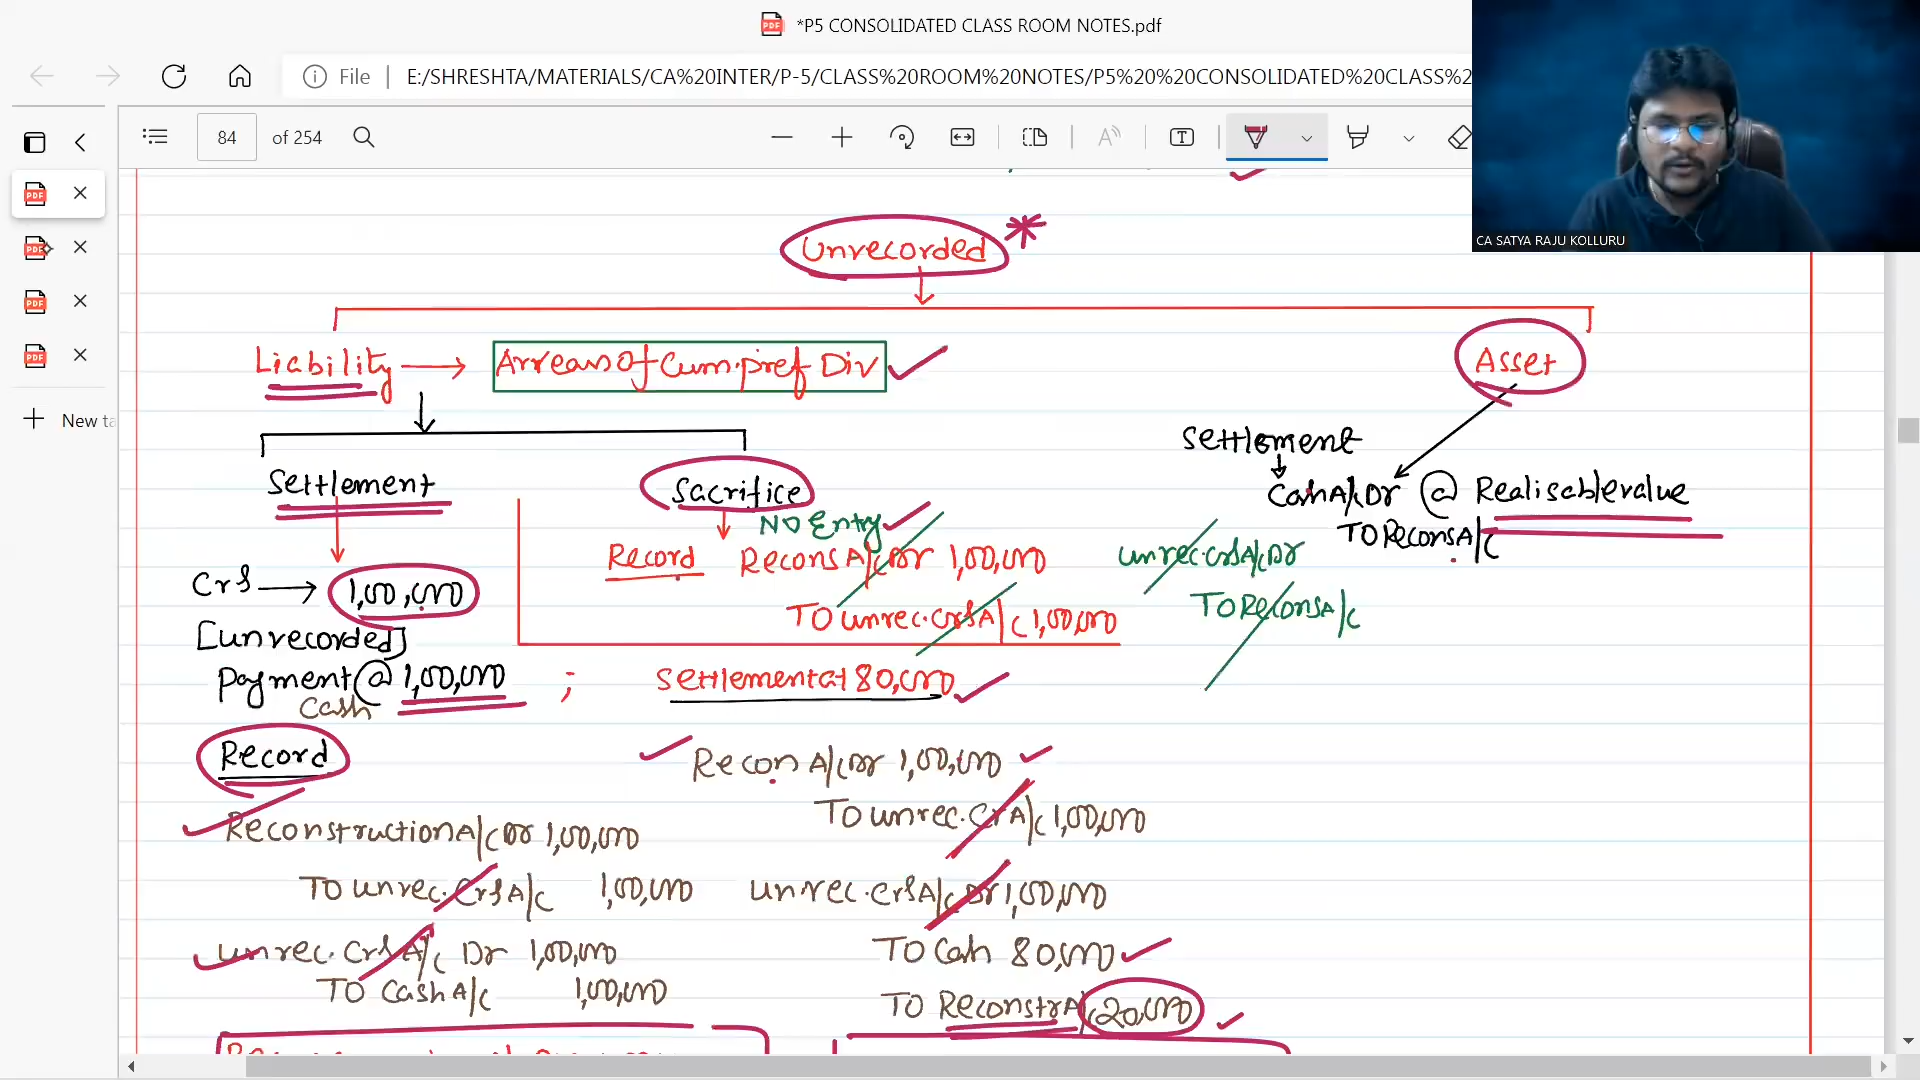 *P5 CONSOLIDATED CLASS ROOM NOTES.pdf
File
E:/SHRESHTA/MATERIALS/CA%20INTER/P-5/CLASS%20ROOM%20NOTES/P5%20%20CONSOLIDATED%20CLASS%2
CA SATYA RAJU KOLLURU
84 of 254
New ta
Unrecorded *
Liability → Arrears of Cum.pref Div
Asset
Settlement
Sacrifice
Settlement
Cash A/c Dr @ Realisable value
To Recons A/c
NO Entry
Record Recons A/c Dr 1,00,000
To unrec. Crs A/c 1,00,000
unrec. Crs A/c Dr
To Recons A/c
Crs → 1,00,000
[unrecorded]
Payment @ 1,00,000 ; Settlement at 80,000
Cash
Record
Reconstruction A/c Dr 1,00,000
To unrec. Crs A/c 1,00,000
unrec. Crs A/c Dr 1,00,000
To Cash A/c 1,00,000
Recon A/c Dr 1,00,000
To unrec. Cr A/c 1,00,000
unrec. Crs A/c Dr 1,00,000
To Cash 80,000
To Reconstr A/c 20,000